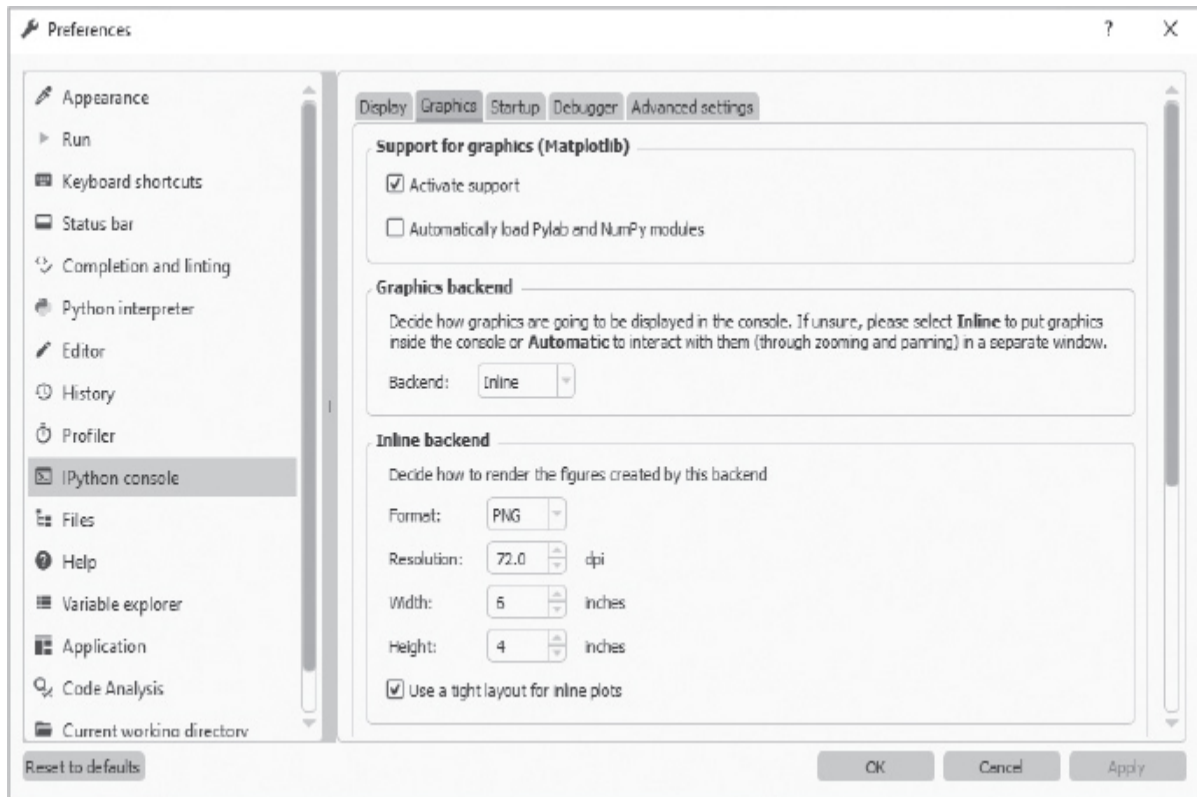 Preferences
?
Appearance
Run
Keyboard shortcuts
Status bar
Completion and linting
Python interpreter
Editor
History
Profiler
IPython console
Files
Help
Variable explorer
Application
Code Analysis
Current working directory
Display Graphics Startup Debugger Advanced settings
Support for graphics (Matplotlib)
Activate support
Automatically load Pylab and NumPy modules
Graphics backend
Decide how graphics are going to be displayed in the console. If unsure, please select Inline to put graphics
inside the console or Automatic to interact with them (through zooming and panning) in a separate window.
Backend: Inline
Inline backend
Decide how to render the figures created by this backend
Format: PNG
Resolution: 72.0 dpi
Width: 6 inches
Height: 4 inches
Use a tight layout for inline plots
Reset to defaults
OK Cancel Apply